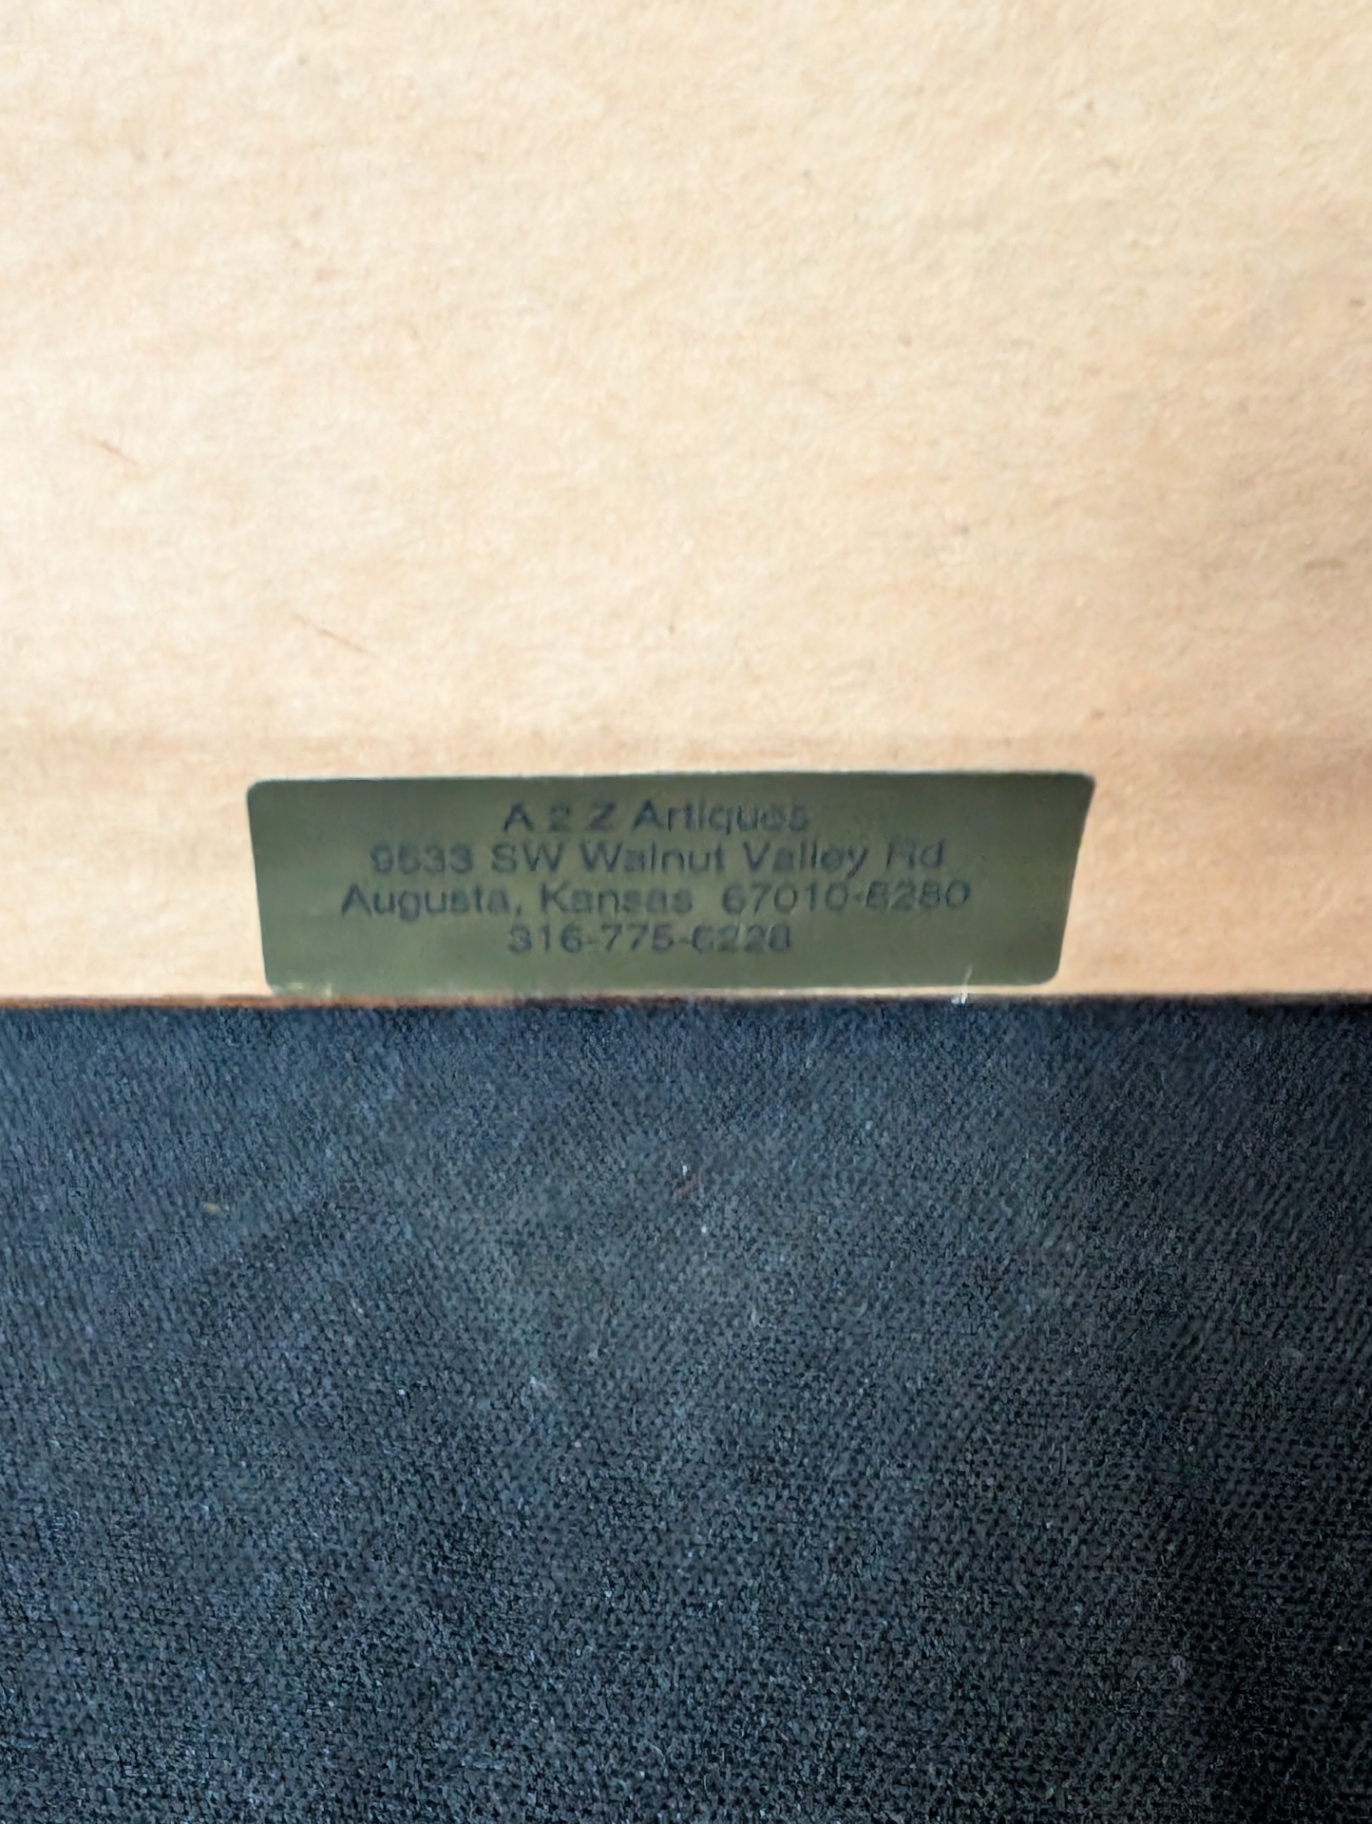 A 2 Z Artiques
9533 SW Walnut Valley Rd
Augusta, Kansas 67010-8280
316-775-6228